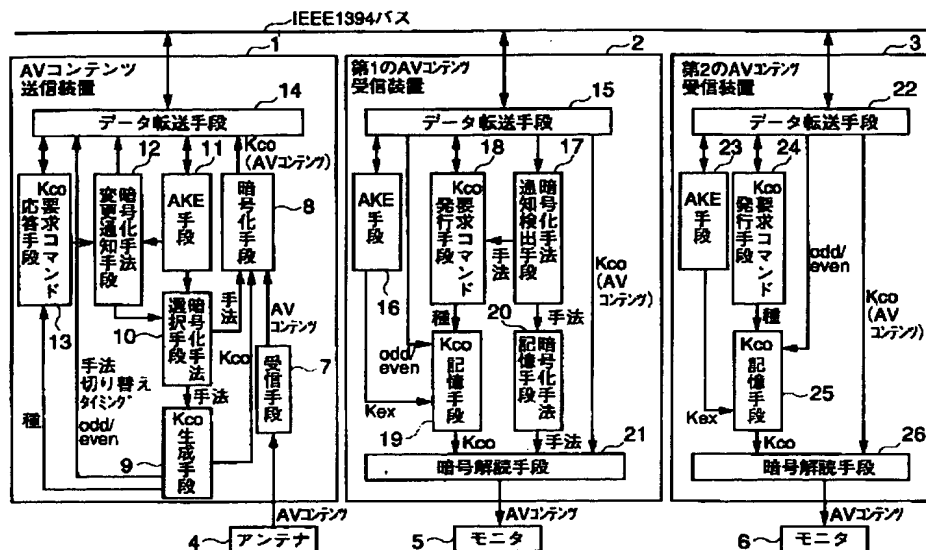 IEEE1394バス
1
AVコンテンツ
送信装置
14
データ転送手段
12
11
Kco
(AVコンテンツ)
Kco要求コマンド
応答手段
暗号化手法
変更通知手段
AKE
手段
暗号化手段
8
13
10
暗号化手法
選択手段
手法
Kco
AV
コンテンツ
受信手段
7
手法
切り替え
タイミング
種
odd/
even
手法
9
Kco
生成手段
AVコンテンツ
4
アンテナ
2
第1のAVコンテンツ
受信装置
15
データ転送手段
18
17
AKE
手段
16
Kco
要求コマンド
発行手段
手法
暗号化手法
通知検出手段
Kco(AV
コンテンツ)
種
20
手法
odd/
even
Kco
記憶手段
暗号化手法
記憶手段
Kex
19
Kco
手法
21
暗号解読手段
AVコンテンツ
5
モニタ
3
第2のAVコンテンツ
受信装置
22
データ転送手段
23
24
AKE
手段
Kco
要求コマンド
発行手段
odd/
even
Kco
(AV
コンテンツ)
種
Kco
記憶手段
25
Kex
Kco
26
暗号解読手段
AVコンテンツ
6
モニタ